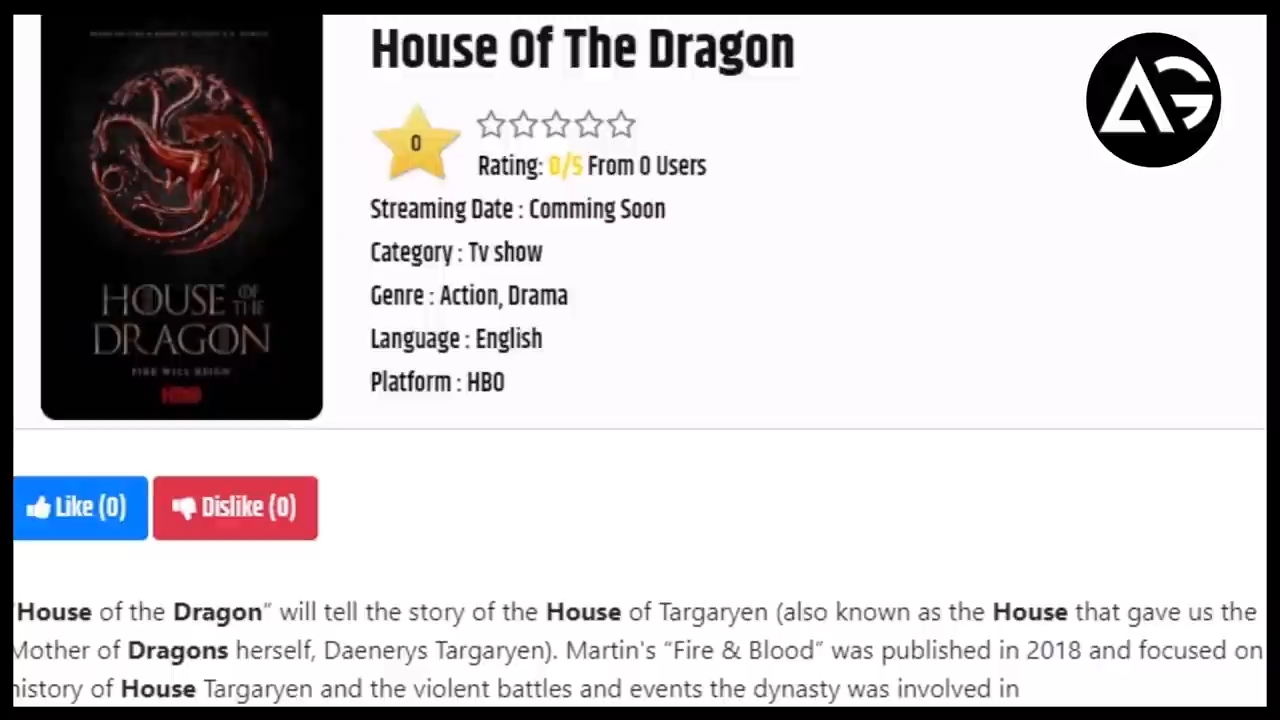 House Of The Dragon
0
Rating: 0/5 From 0 Users
Streaming Date : Comming Soon
Category : Tv show
Genre : Action, Drama
Language : English
Platform : HBO
HOUSE OF THE
DRAGON
FIRE WILL REIGN
HBO
AG
Like (0)
Dislike (0)
"House of the Dragon" will tell the story of the House of Targaryen (also known as the House that gave us the
Mother of Dragons herself, Daenerys Targaryen). Martin's “Fire & Blood” was published in 2018 and focused on
history of House Targaryen and the violent battles and events the dynasty was involved in